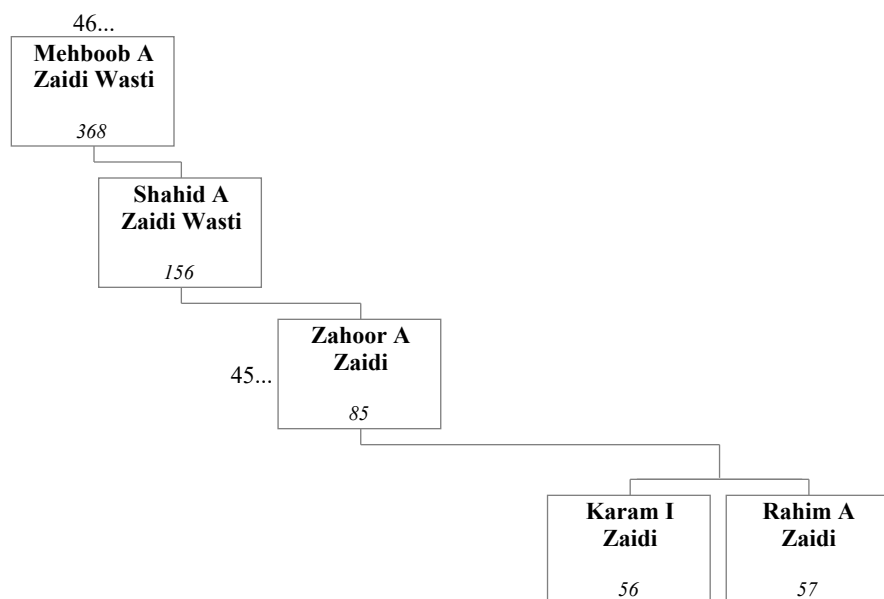 46...
Mehboob A
Zaidi Wasti
368
Shahid A
Zaidi Wasti
156
Zahoor A
Zaidi
45...
85
Karam I
Zaidi
56
Rahim A
Zaidi
57